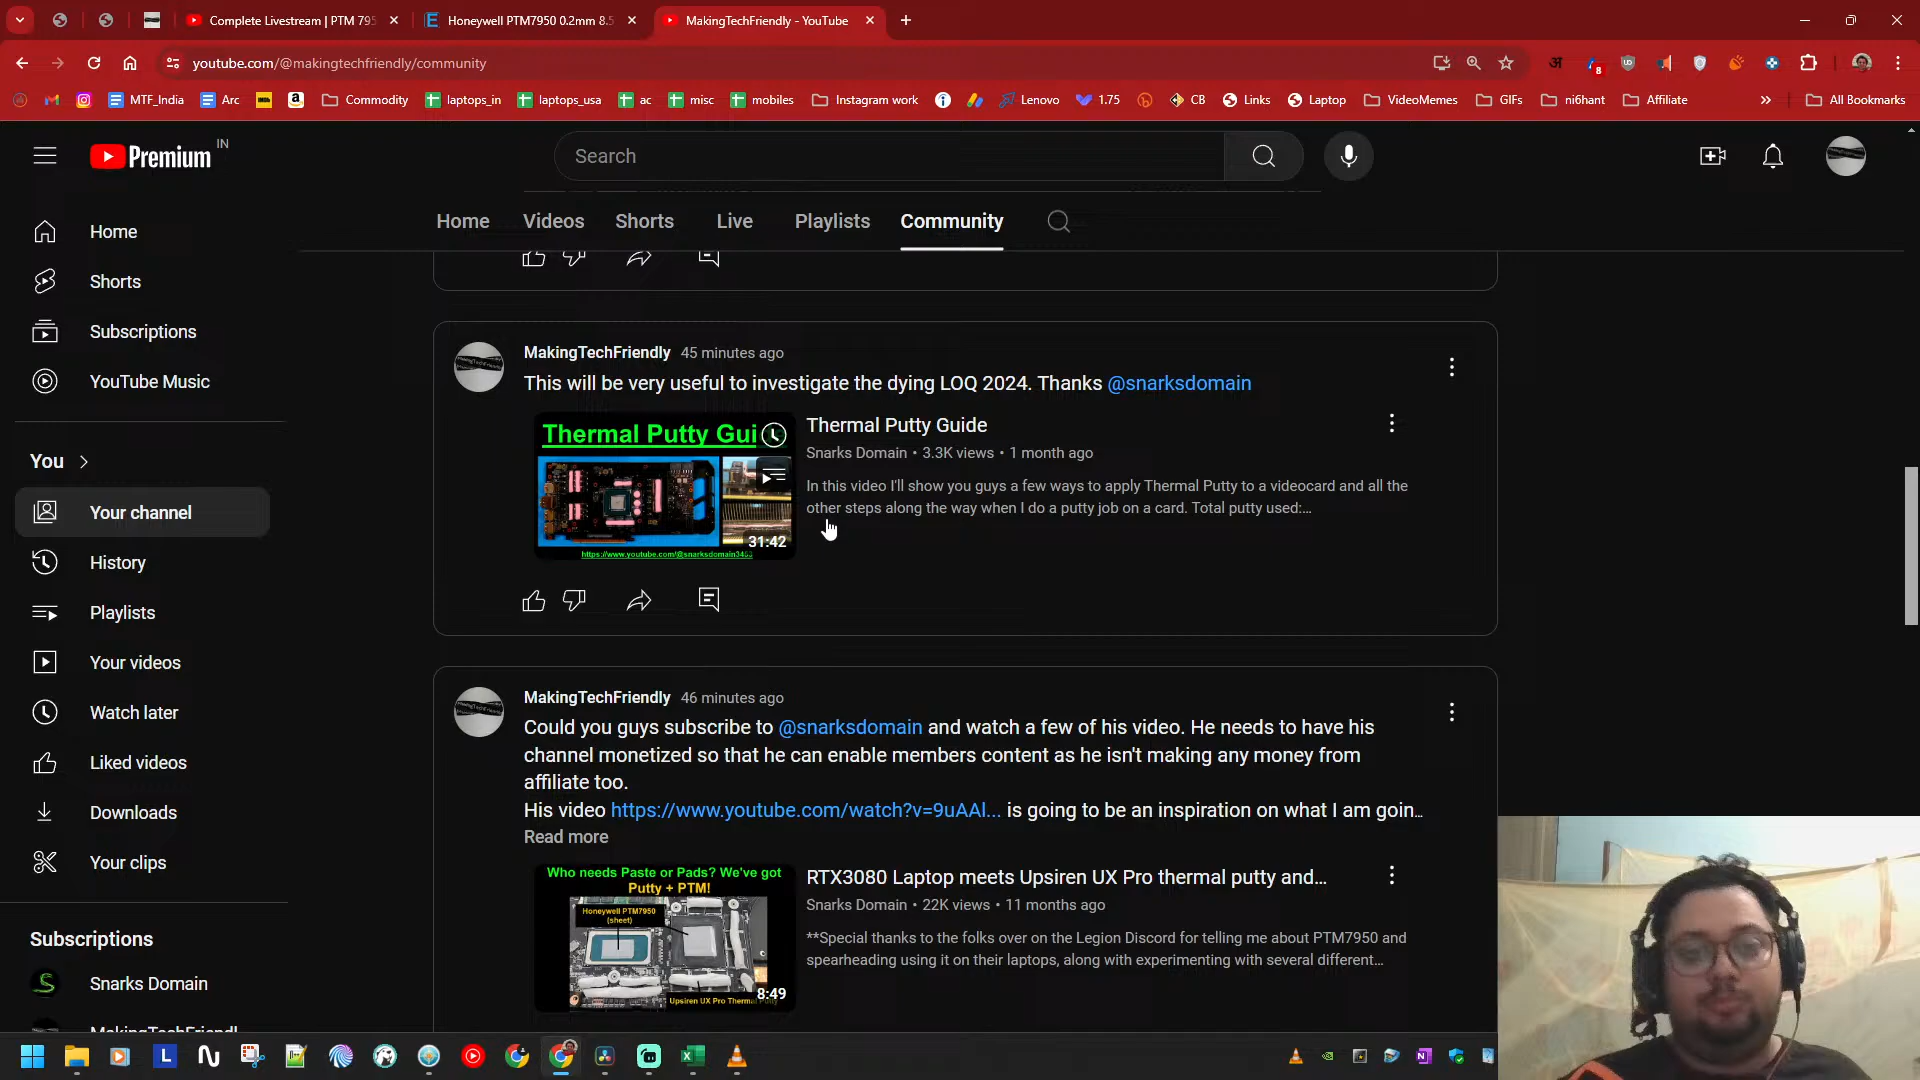 Complete Livestream | PTM 795
Honeywell PTM7950 0.2mm 8.5
MakingTechFriendly - YouTube
youtube.com/@makingtechfriendly/community
MTF_India
Arc
laptops_in
Commodity
laptops_usa
ac
misc
mobiles
Instagram work
Lenovo
1.75
CB
Links
Laptop
VideoMemes
GIFs
ni6hant
Affiliate
All Bookmarks
Premium IN
Search
Home
Videos
Shorts
Live
Playlists
Community
Home
Shorts
Subscriptions
YouTube Music
You
Your channel
History
Playlists
Your videos
Watch later
Liked videos
Downloads
Your clips
Subscriptions
Snarks Domain
MakingTechFriendly 45 minutes ago
This will be very useful to investigate the dying LOQ 2024. Thanks @snarksdomain
Thermal Putty Gui
31:42
Thermal Putty Guide
Snarks Domain • 3.3K views • 1 month ago
In this video I'll show you guys a few ways to apply Thermal Putty to a videocard and all the
other steps along the way when I do a putty job on a card. Total putty used:...
MakingTechFriendly 46 minutes ago
Could you guys subscribe to @snarksdomain and watch a few of his video. He needs to have his
channel monetized so that he can enable members content as he isn't making any money from
affiliate too.
His video https://www.youtube.com/watch?v=9uAAl... is going to be an inspiration on what I am goin...
Read more
Who needs Paste or Pads? We've got
Putty + PTM!
Honeywell PTM7950
(sheet)
Upsiren UX Pro Thermal
8:49
RTX3080 Laptop meets Upsiren UX Pro thermal putty and...
Snarks Domain • 22K views • 11 months ago
**Special thanks to the folks over on the Legion Discord for telling me about PTM7950 and
spearheading using it on their laptops, along with experimenting with several different...